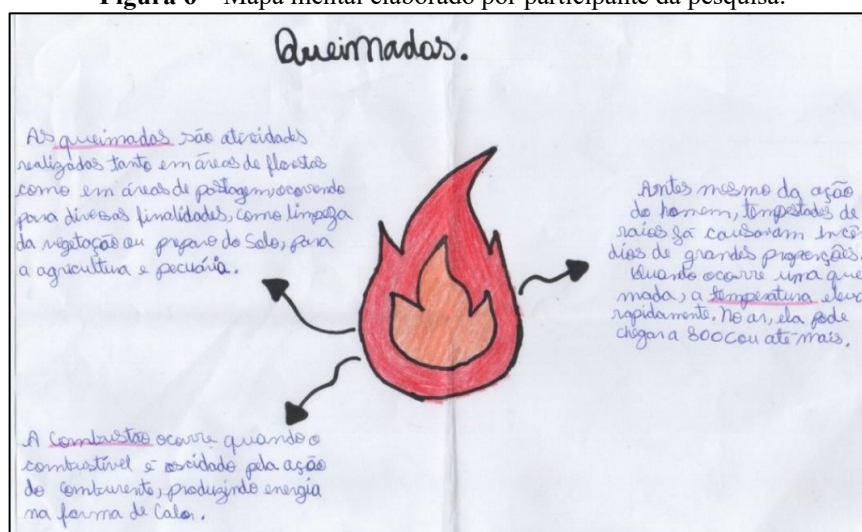 Figura 6 – Mapa mental elaborado por participante da pesquisa.
Queimadas.
As queimadas são atividades
realizadas tanto em áreas de florestas
como em áreas de pastagem, ocorrendo
para diversas finalidades, como limpeza
da vegetação ou preparo do solo, para
a agricultura e pecuária.
Antes mesmo da ação
do homem, tempestades de
raios já causavam incên-
dios de grandes proporções.
Quando ocorre uma quei
mada, a temperatura eleva
rapidamente. No ar, ela pode
chegar a 800C ou até mais.
A combustão ocorre quando o
combustível é oxcidado pela ação
do comburente, produzindo energia
na forma de Calor.